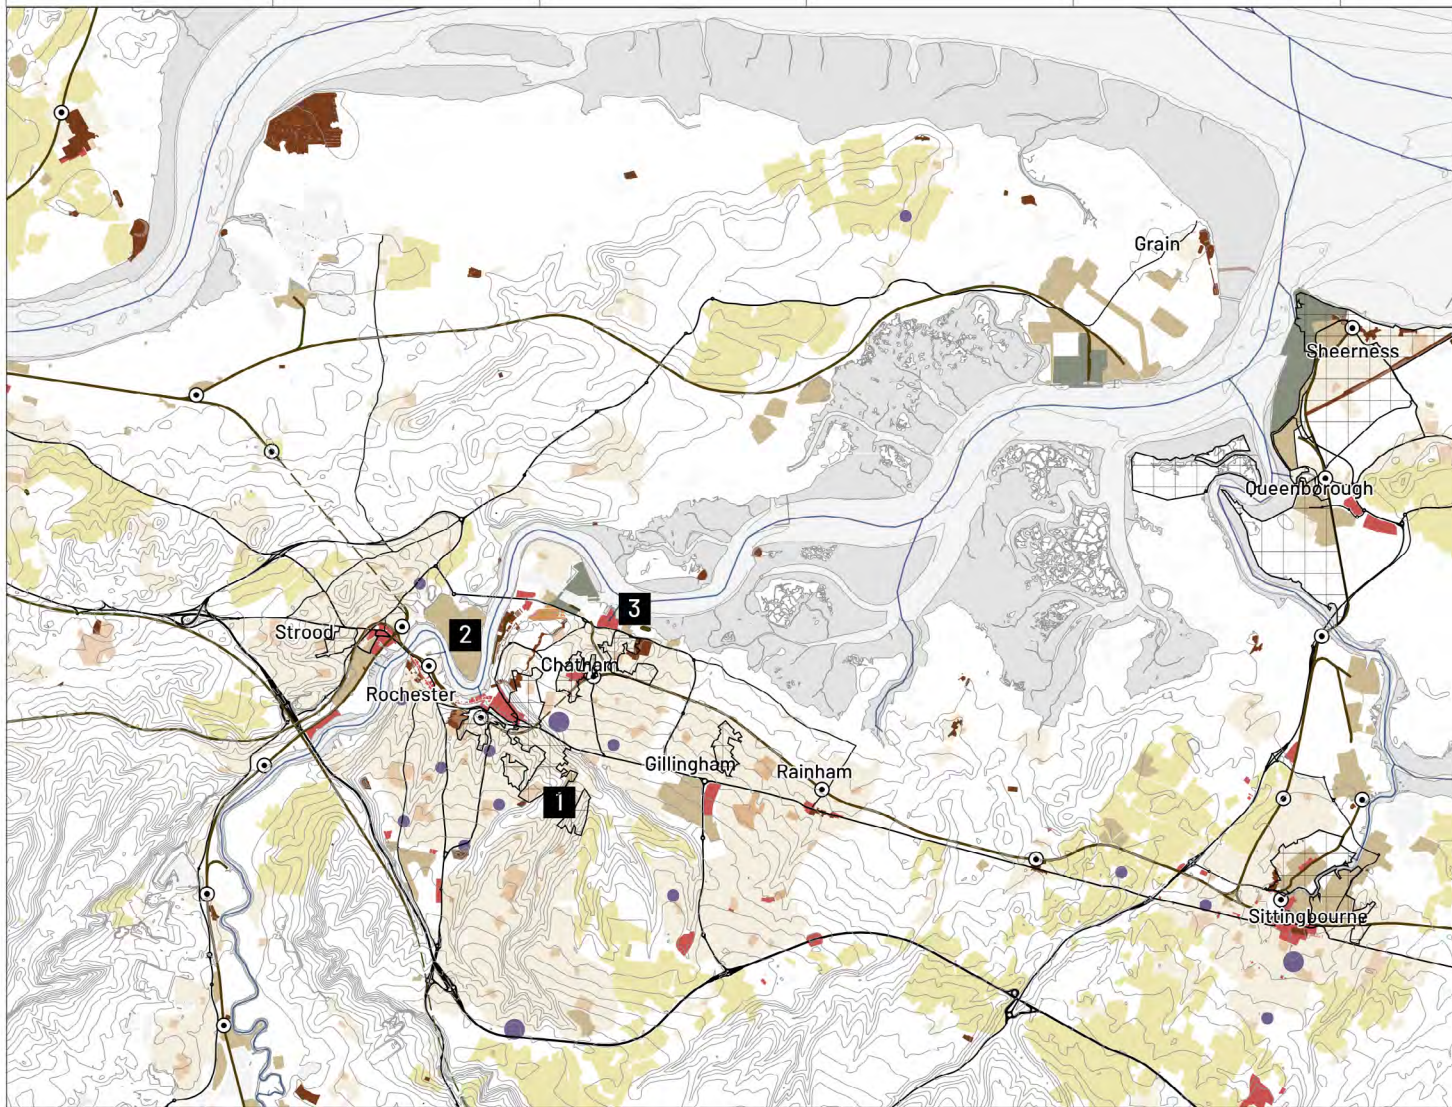 Grain
Sheerness
Queenborough
3
Strood
2
Chatham
Rochester
Gillingham
Rainham
1
Sittingbourne